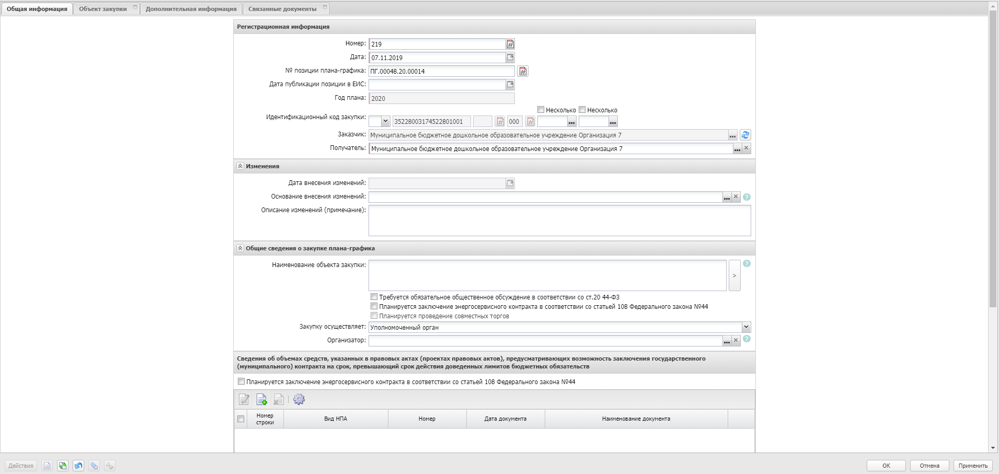 Общая информация
Объект закупки
Дополнительная информация
Связанные документы
Регистрационная информация
Номер: 219
Дата: 07.11.2019
№ позиции плана-графика: ПГ.00048.20.00014
Дата публикации позиции в ЕИС:
Год плана: 2020
Несколько Несколько
Идентификационный код закупки: 35228003174522801001 000
Заказчик: Муниципальное бюджетное дошкольное образовательное учреждение Организация 7
Получатель: Муниципальное бюджетное дошкольное образовательное учреждение Организация 7
Изменения
Дата внесения изменений:
Основание внесения изменений:
Описание изменений (примечание):
Общие сведения о закупке плана-графика
Наименование объекта закупки:
>
Требуется обязательное общественное обсуждение в соответствии со ст.20 44-ФЗ
Планируется заключение энергосервисного контракта в соответствии со статьей 108 Федерального закона №44
Планируется проведение совместных торгов
Закупку осуществляет: Уполномоченный орган
Организатор:
Сведения об объемах средств, указанных в правовых актах (проектах правовых актов), предусматривающих возможность заключения государственного
(муниципального) контракта на срок, превышающий срок действия доведенных лимитов бюджетных обязательств
Планируется заключение энергосервисного контракта в соответствии со статьей 108 Федерального закона №44
Номер строки
Вид НПА
Номер
Дата документа
Наименование документа
Действия
ОК
Отмена
Применить